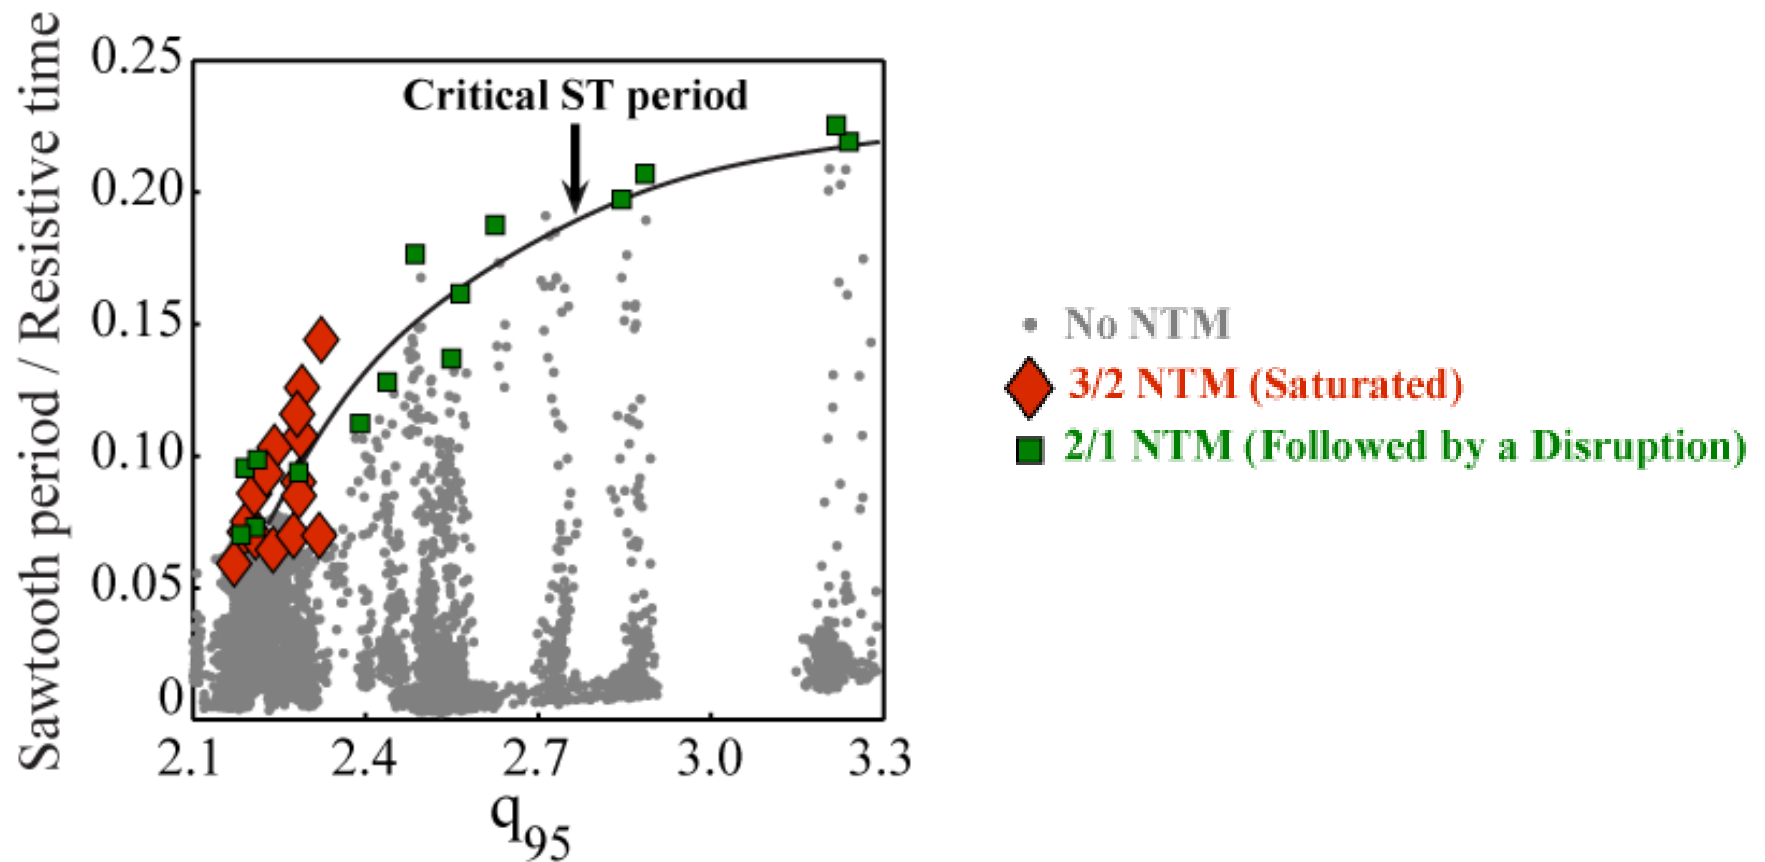 Sawtooth period / Resistive time
0.25
0.20
0.15
0.10
0.05
0
Critical ST period
2.1 2.4 2.7 3.0 3.3
q95
No NTM
3/2 NTM (Saturated)
2/1 NTM (Followed by a Disruption)